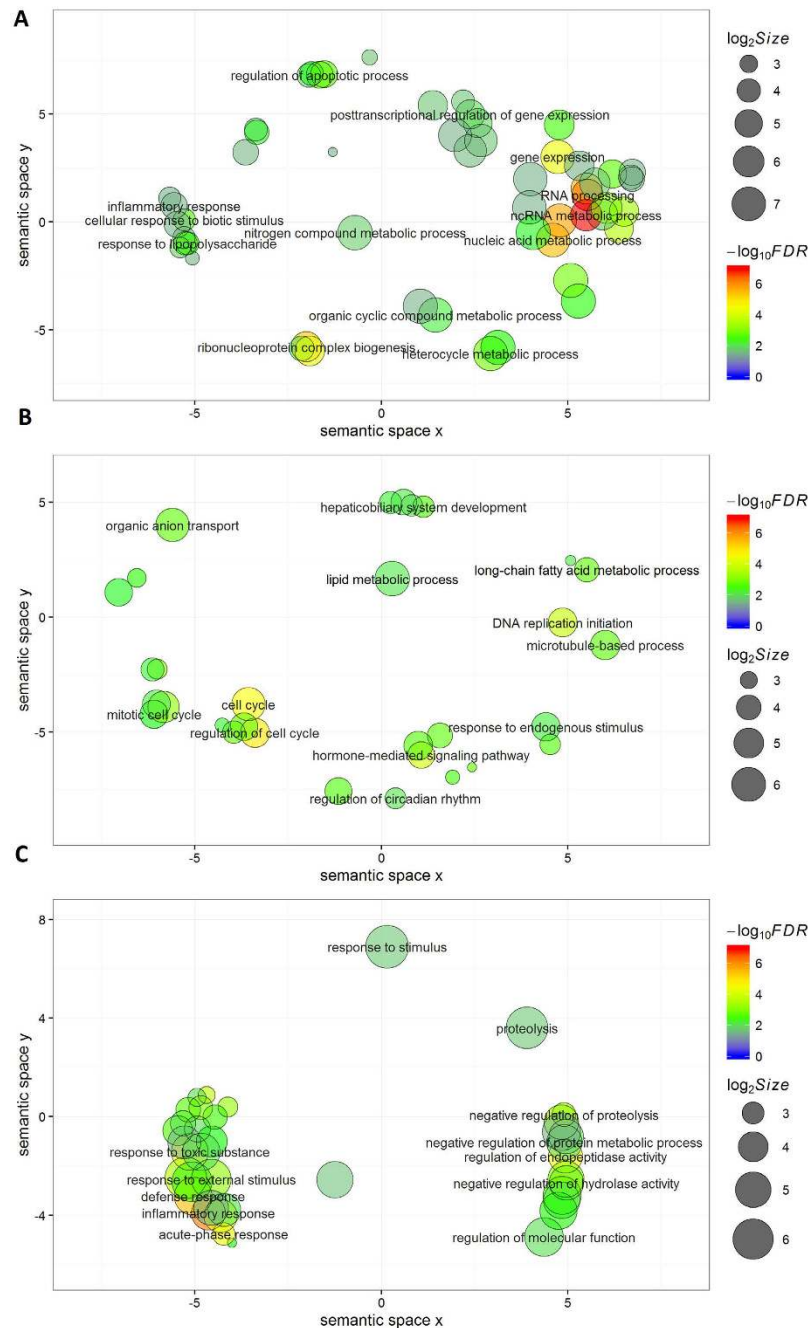 A
semantic space y
5
0
-5
regulation of apoptotic process
posttranscriptional regulation of gene expression
gene expression
RNA processing
inflammatory response
cellular response to biotic stimulus
ncRNA metabolic process
nitrogen compound metabolic process
nucleic acid metabolic process
response to lipopolysaccharide
organic cyclic compound metabolic process
ribonucleoprotein complex biogenesis
heterocycle metabolic process
-5 0 5
semantic space x
log₂Size
3
4
5
6
7
−log₁₀FDR
6
4
2
0
B
semantic space y
5
0
-5
hepaticobiliary system development
organic anion transport
lipid metabolic process
long-chain fatty acid metabolic process
DNA replication initiation
microtubule-based process
cell cycle
mitotic cell cycle
regulation of cell cycle
response to endogenous stimulus
hormone-mediated signaling pathway
regulation of circadian rhythm
-5 0 5
semantic space x
−log₁₀FDR
6
4
2
0
log₂Size
3
4
5
6
C
semantic space y
8
4
0
-4
response to stimulus
proteolysis
negative regulation of proteolysis
negative regulation of protein metabolic process
response to toxic substance
regulation of endopeptidase activity
response to external stimulus
negative regulation of hydrolase activity
defense response
inflammatory response
acute-phase response
regulation of molecular function
-5 0 5
semantic space x
−log₁₀FDR
6
4
2
0
log₂Size
3
4
5
6